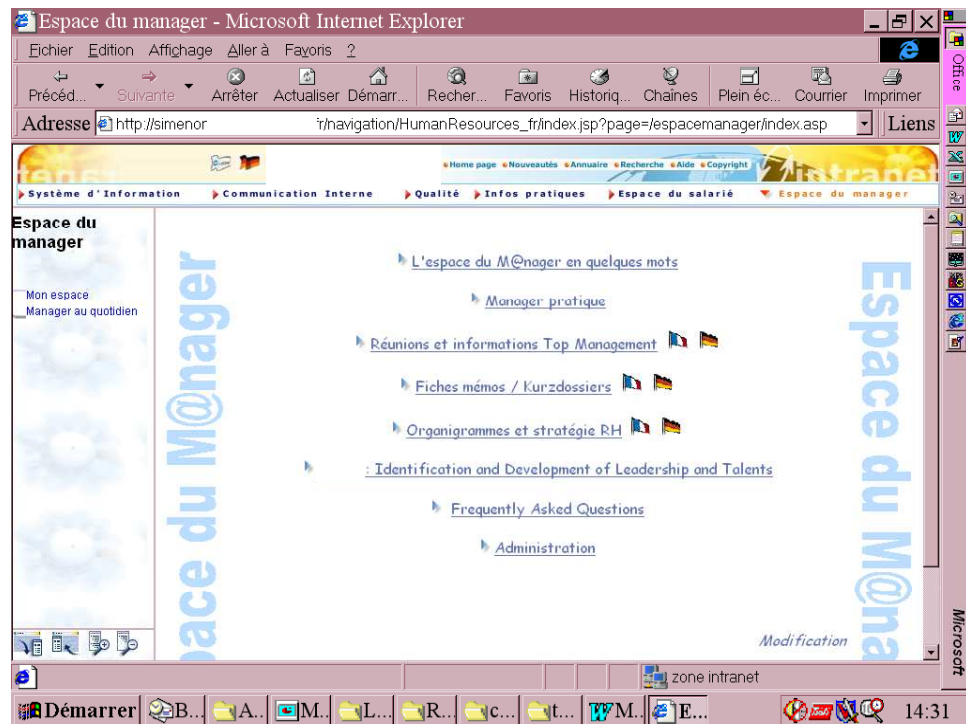 Espace du manager - Microsoft Internet Explorer
Fichier Edition Affichage Aller à Favoris ?
Précéd... Suivante Arrêter Actualiser Démarr... Recher... Favoris Historiq... Chaînes Plein éc... Courrier Imprimer
Adresse http://simenor r/navigation/HumanResources_fr/index.jsp?page=/espacemanager/index.asp Liens
Home page Nouveautés Annuaire Recherche Aide Copyright
intranet
Système d'Information Communication Interne Qualité Infos pratiques Espace du salarié Espace du manager
Espace du
manager
Mon espace
Manager au quotidien
Espace du M@nager
L'espace du M@nager en quelques mots
Manager pratique
Réunions et informations Top Management
Fiches mémos / Kurzdossiers
Organigrammes et stratégie RH
: Identification and Development of Leadership and Talents
Frequently Asked Questions
Administration
Modification
pace du M@nager
Espace du M@na
zone intranet
Démarrer B... A.. M.. L... R... c... t... M.. E... 14:31
Office
Microsoft